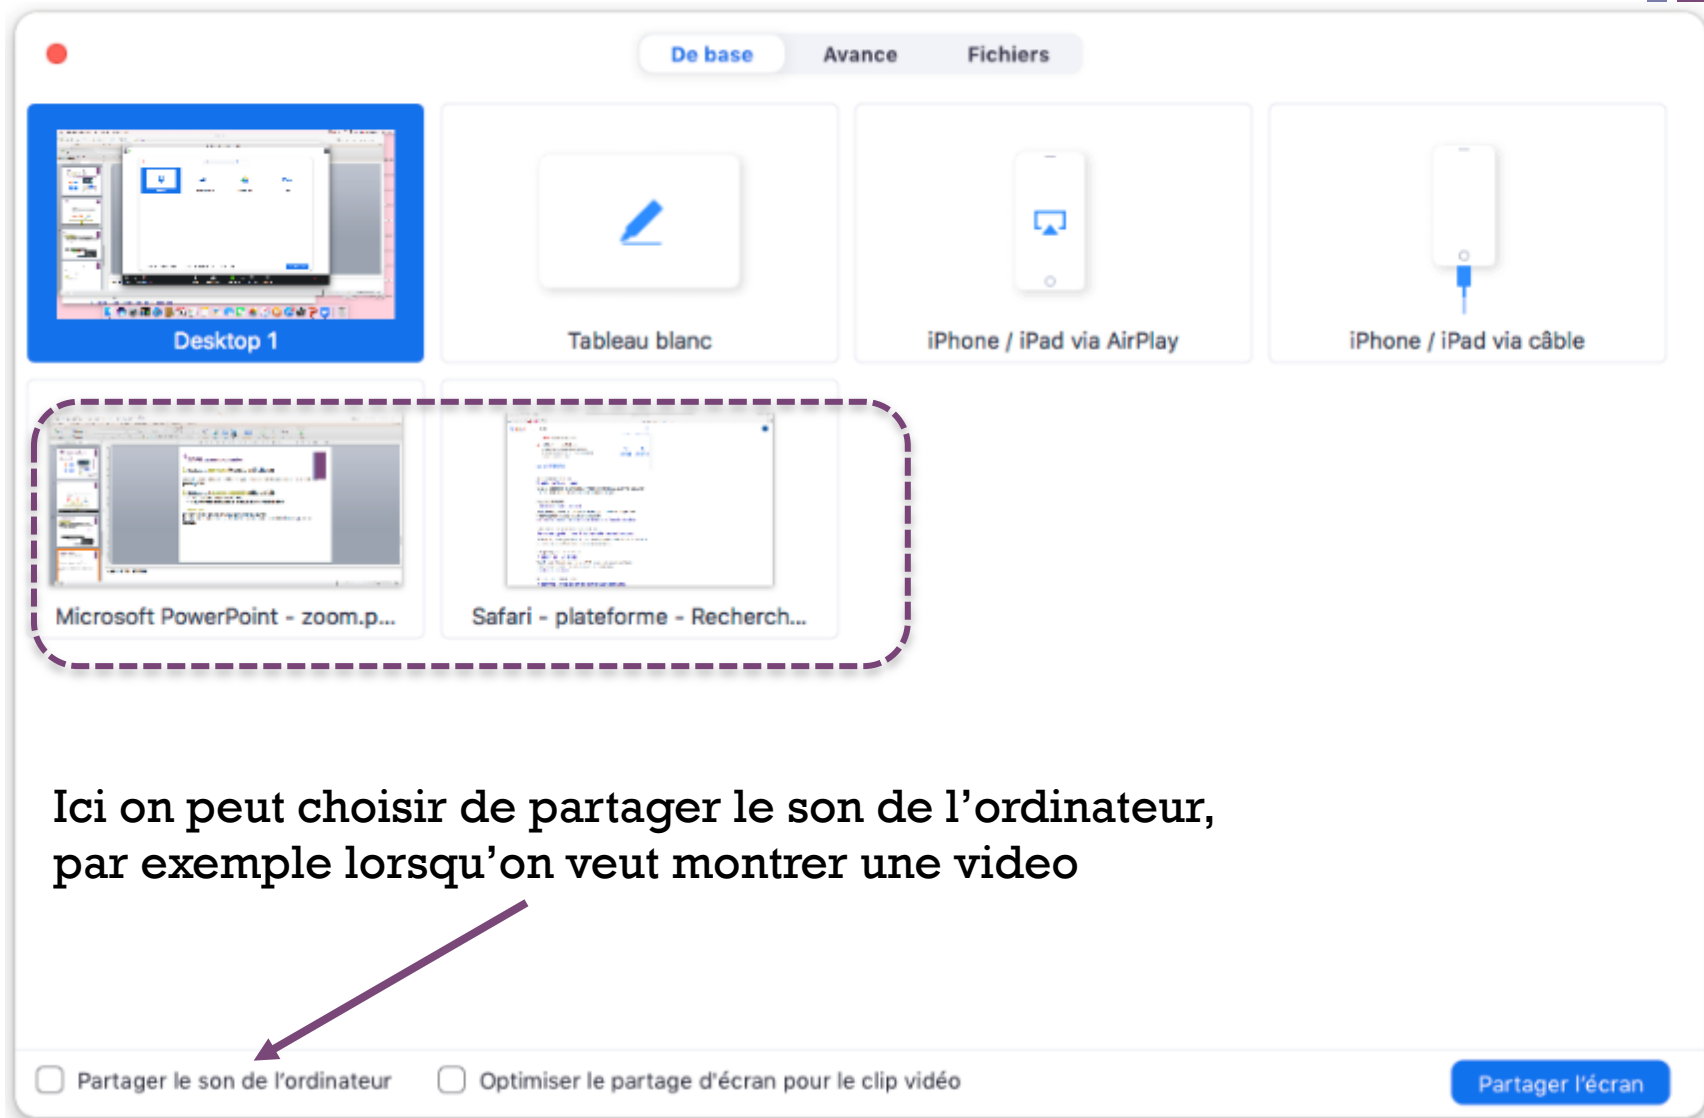 De base Avance Fichiers
Desktop 1
Tableau blanc
iPhone / iPad via AirPlay
iPhone / iPad via câble
Microsoft PowerPoint - zoom.p...
Safari - plateforme - Recherch...
Ici on peut choisir de partager le son de l’ordinateur,
par exemple lorsqu’on veut montrer une video
Partager le son de l’ordinateur
Optimiser le partage d'écran pour le clip vidéo
Partager l’écran